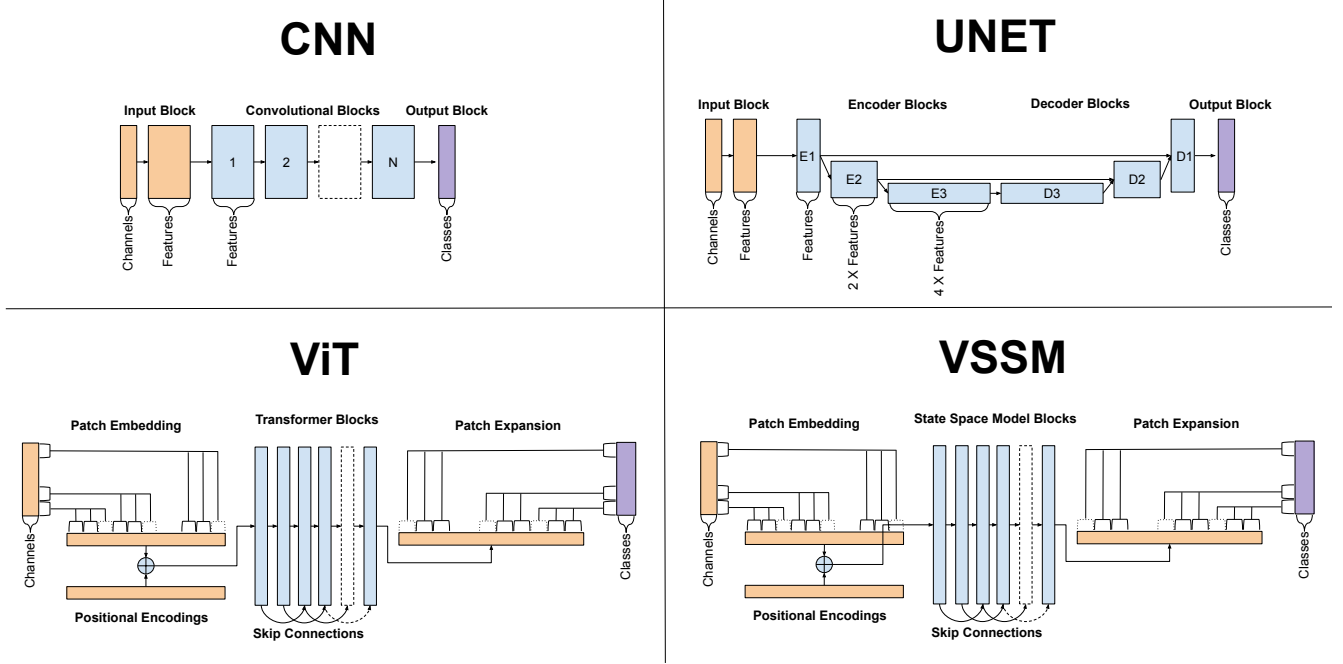 CNN
Input Block
Convolutional Blocks
Output Block
1
2
N
Channels
Features
Features
Classes
UNET
Input Block
Encoder Blocks
Decoder Blocks
Output Block
E1
E2
E3
D3
D2
D1
Channels
Features
Features
2 X Features
4 X Features
Classes
ViT
Patch Embedding
Transformer Blocks
Patch Expansion
Channels
Classes
Positional Encodings
Skip Connections
VSSM
Patch Embedding
State Space Model Blocks
Patch Expansion
Channels
Classes
Positional Encodings
Skip Connections